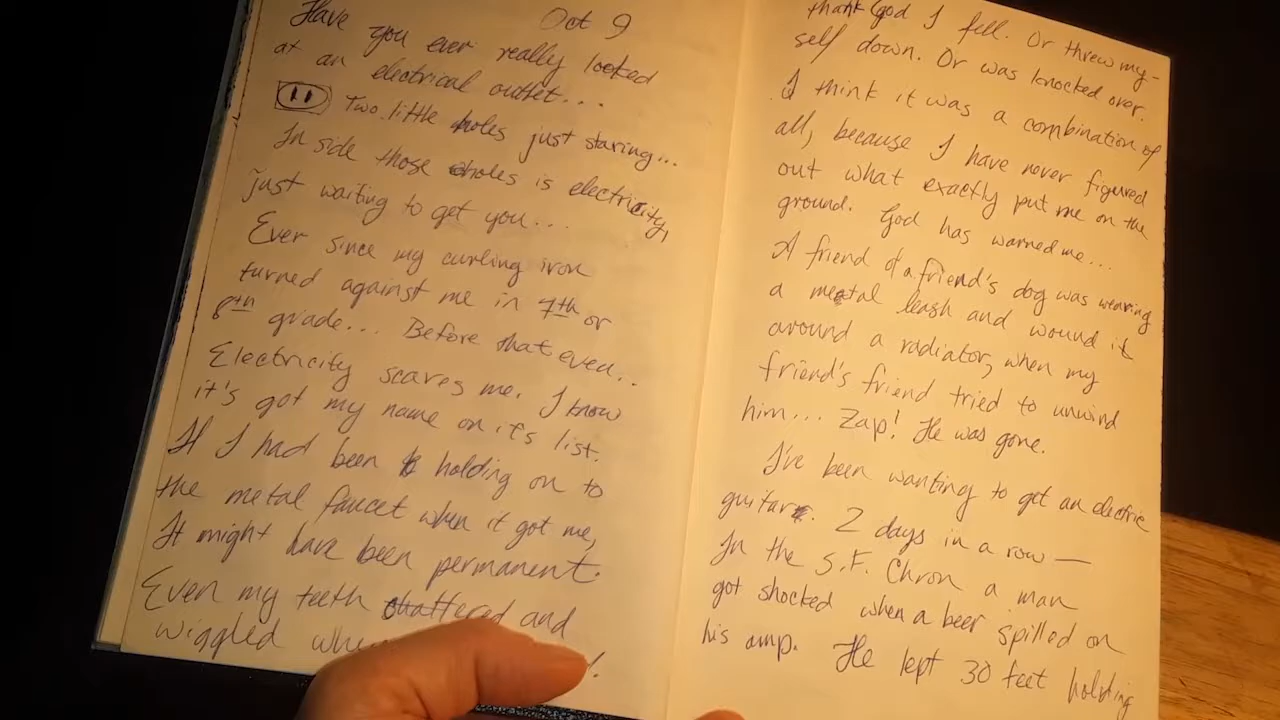 Oct 9
Have you ever really looked
at an electrical outlet...
Two little holes just staring...
In side those holes is electricity,
just waiting to get you...
Ever since my curling iron
turned against me in 7th or
8th grade... Before that even..
Electricity scares me. I know
it's got my name on it's list.
If I had been holding on to
the metal faucet when it got me,
It might have been permanent.
Even my teeth chattered and
wiggled
thank God I fell. Or threw my-
self down. Or was knocked over.
I think it was a combination of
all, because I have never figured
out what exactly put me on the
ground. God has warned me...
A friend of a friend's dog was wearing
a metal leash and wound it
around a radiator, when my
friend's friend tried to unwind
him... Zap! He was gone.
I've been wanting to get an electric
guitar. 2 days in a row —
In the S.F. Chron a man
got shocked when a beer spilled on
his amp. He lept 30 feet holding